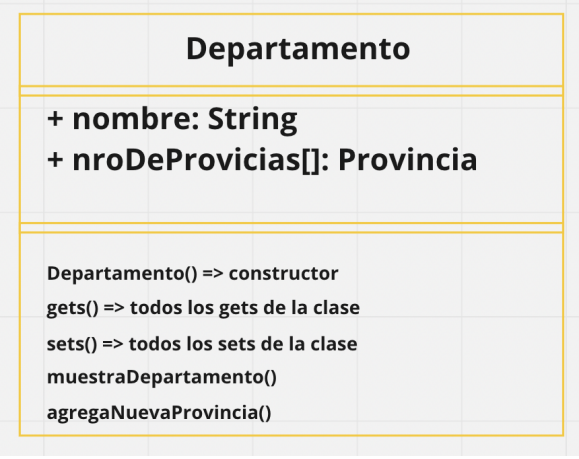 Departamento
+ nombre: String
+ nroDeProvicias[]: Provincia
Departamento() => constructor
gets() => todos los gets de la clase
sets() => todos los sets de la clase
muestraDepartamento()
agregaNuevaProvincia()